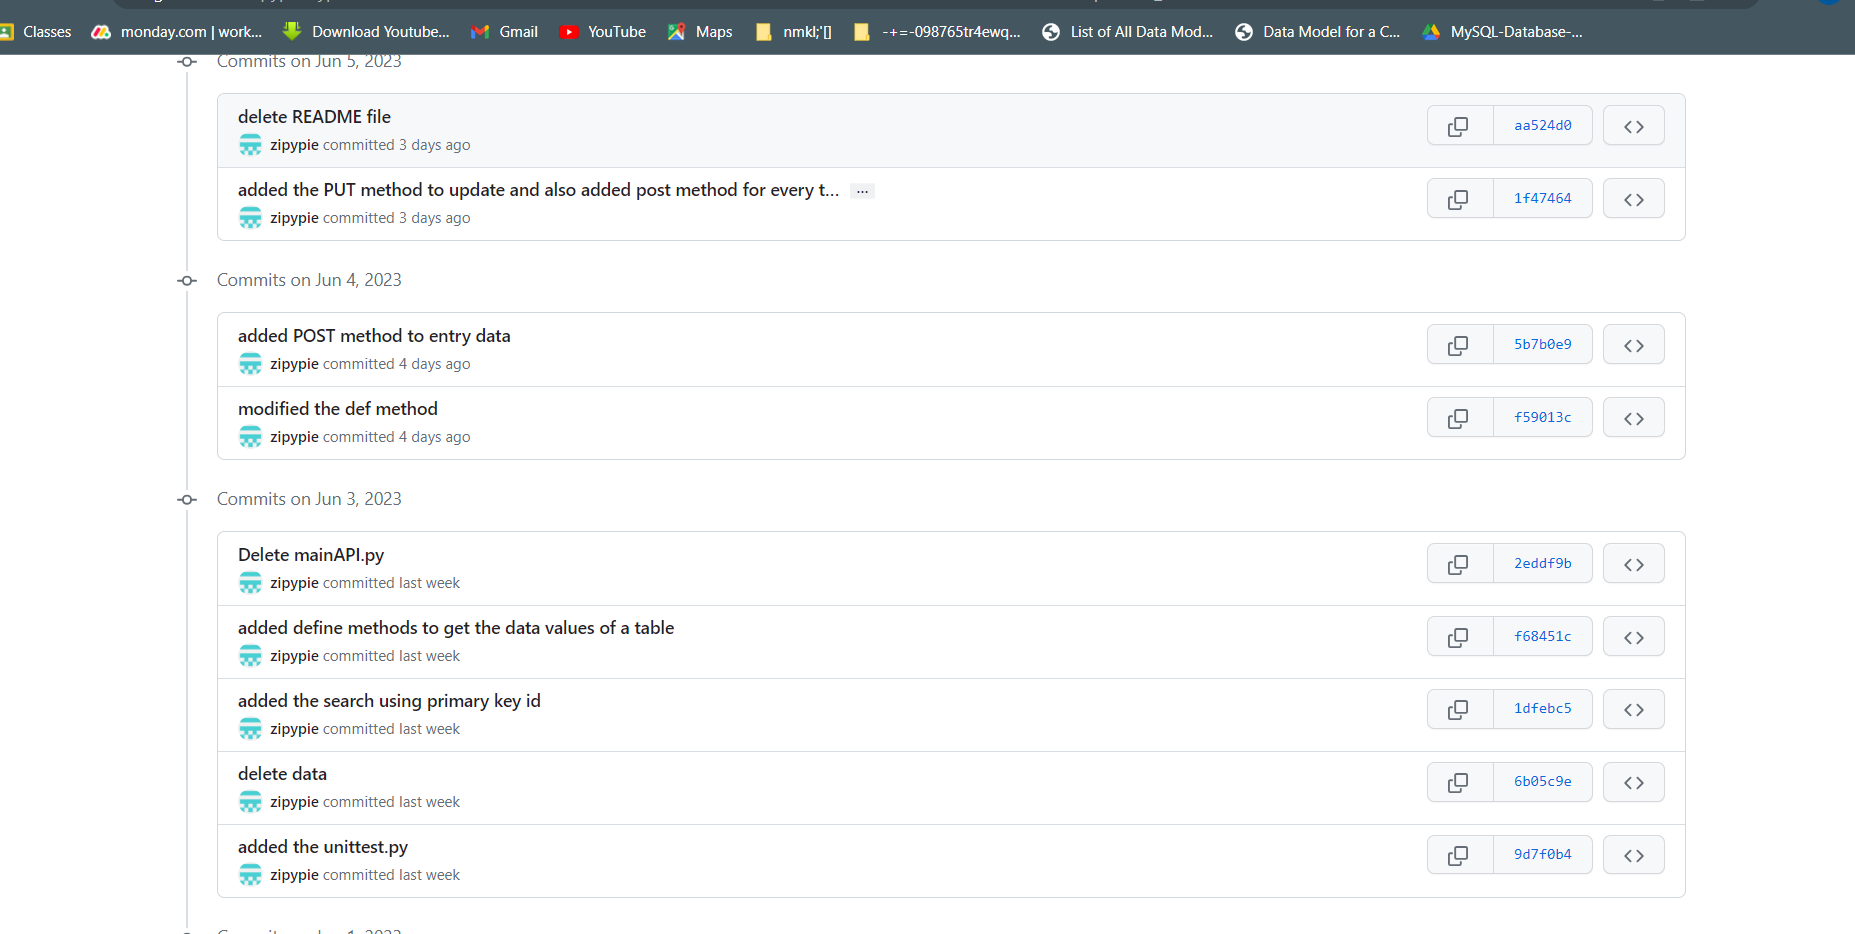 Classes monday.com | work... Download Youtube... Gmail YouTube Maps nmkl;'[] -+=-098765tr4ewq... List of All Data Mod... Data Model for a C... MySQL-Database-...
Commits on Jun 5, 2023
delete README file
aa524d0
zipypie committed 3 days ago
added the PUT method to update and also added post method for every t... ...
1f47464
zipypie committed 3 days ago
Commits on Jun 4, 2023
added POST method to entry data
5b7b0e9
zipypie committed 4 days ago
modified the def method
f59013c
zipypie committed 4 days ago
Commits on Jun 3, 2023
Delete mainAPI.py
2eddf9b
zipypie committed last week
added define methods to get the data values of a table
f68451c
zipypie committed last week
added the search using primary key id
1dfebc5
zipypie committed last week
delete data
6b05c9e
zipypie committed last week
added the unittest.py
9d7f0b4
zipypie committed last week
Commits on Jun 1, 2023